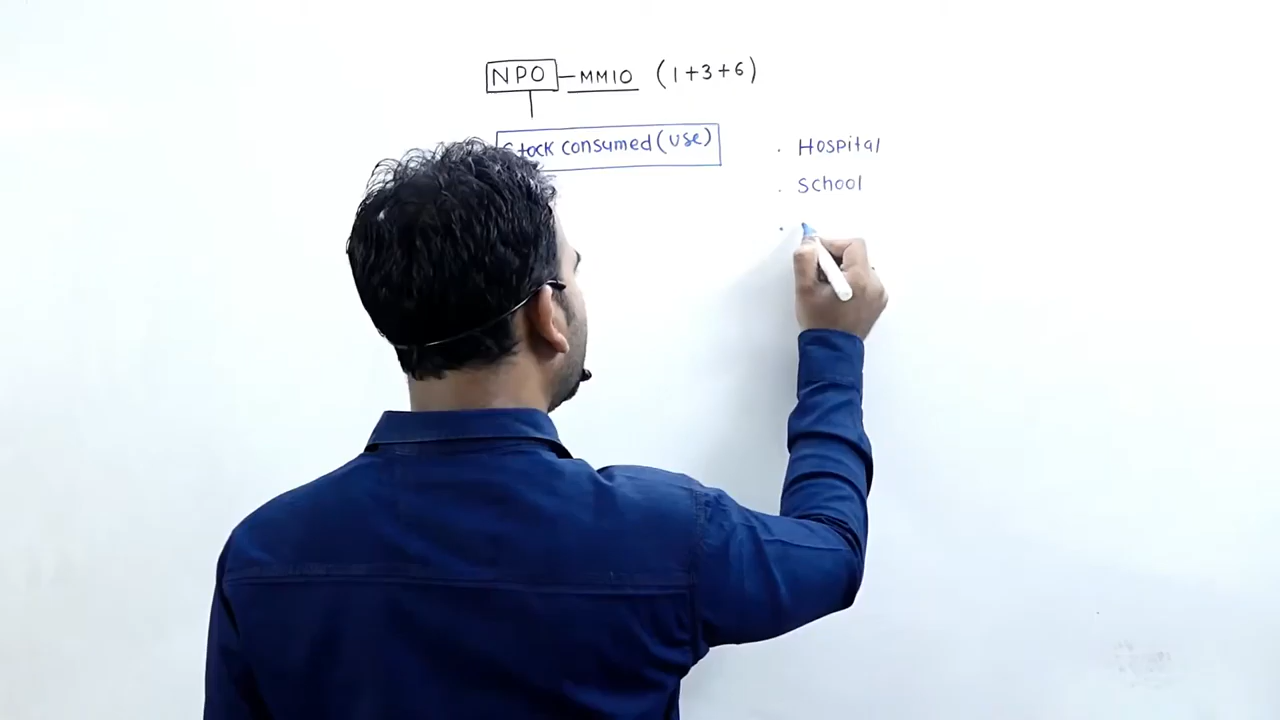 NPO - MM10 (1+3+6)
Stock consumed (use)
. Hospital
. School
.